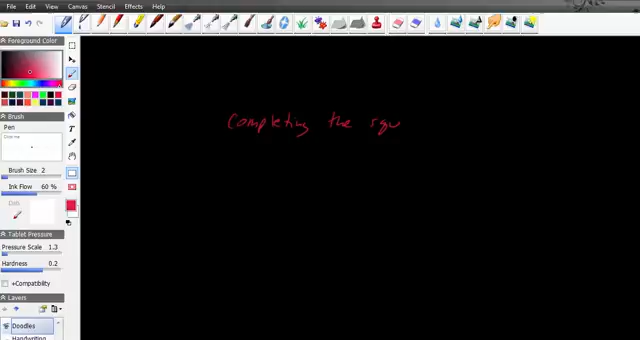 File Edit View Canvas Stencil Effects Help
Foreground Color
Brush
Pen
Brush Size 2
Ink Flow 60 %
Tablet Pressure
Pressure Scale 1.3
Hardness 0.2
+Compatibility
Layers
Doodles
Handwriting
Completing the squ